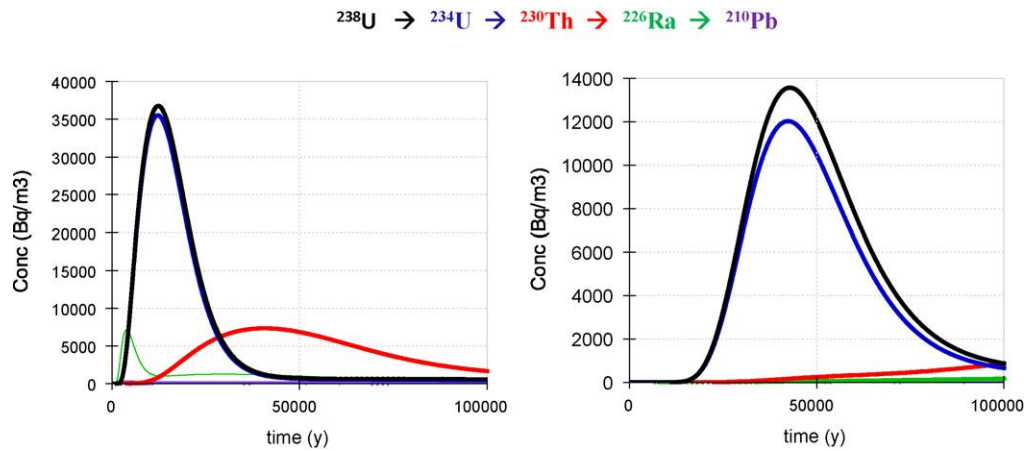 ²³⁸U → ²³⁴U → ²³⁰Th → ²²⁶Ra → ²¹⁰Pb
40000
35000
30000
25000
20000
15000
10000
5000
0
Conc (Bq/m3)
0 50000 100000
time (y)
14000
12000
10000
8000
6000
4000
2000
0
Conc (Bq/m3)
0 50000 100000
time (y)